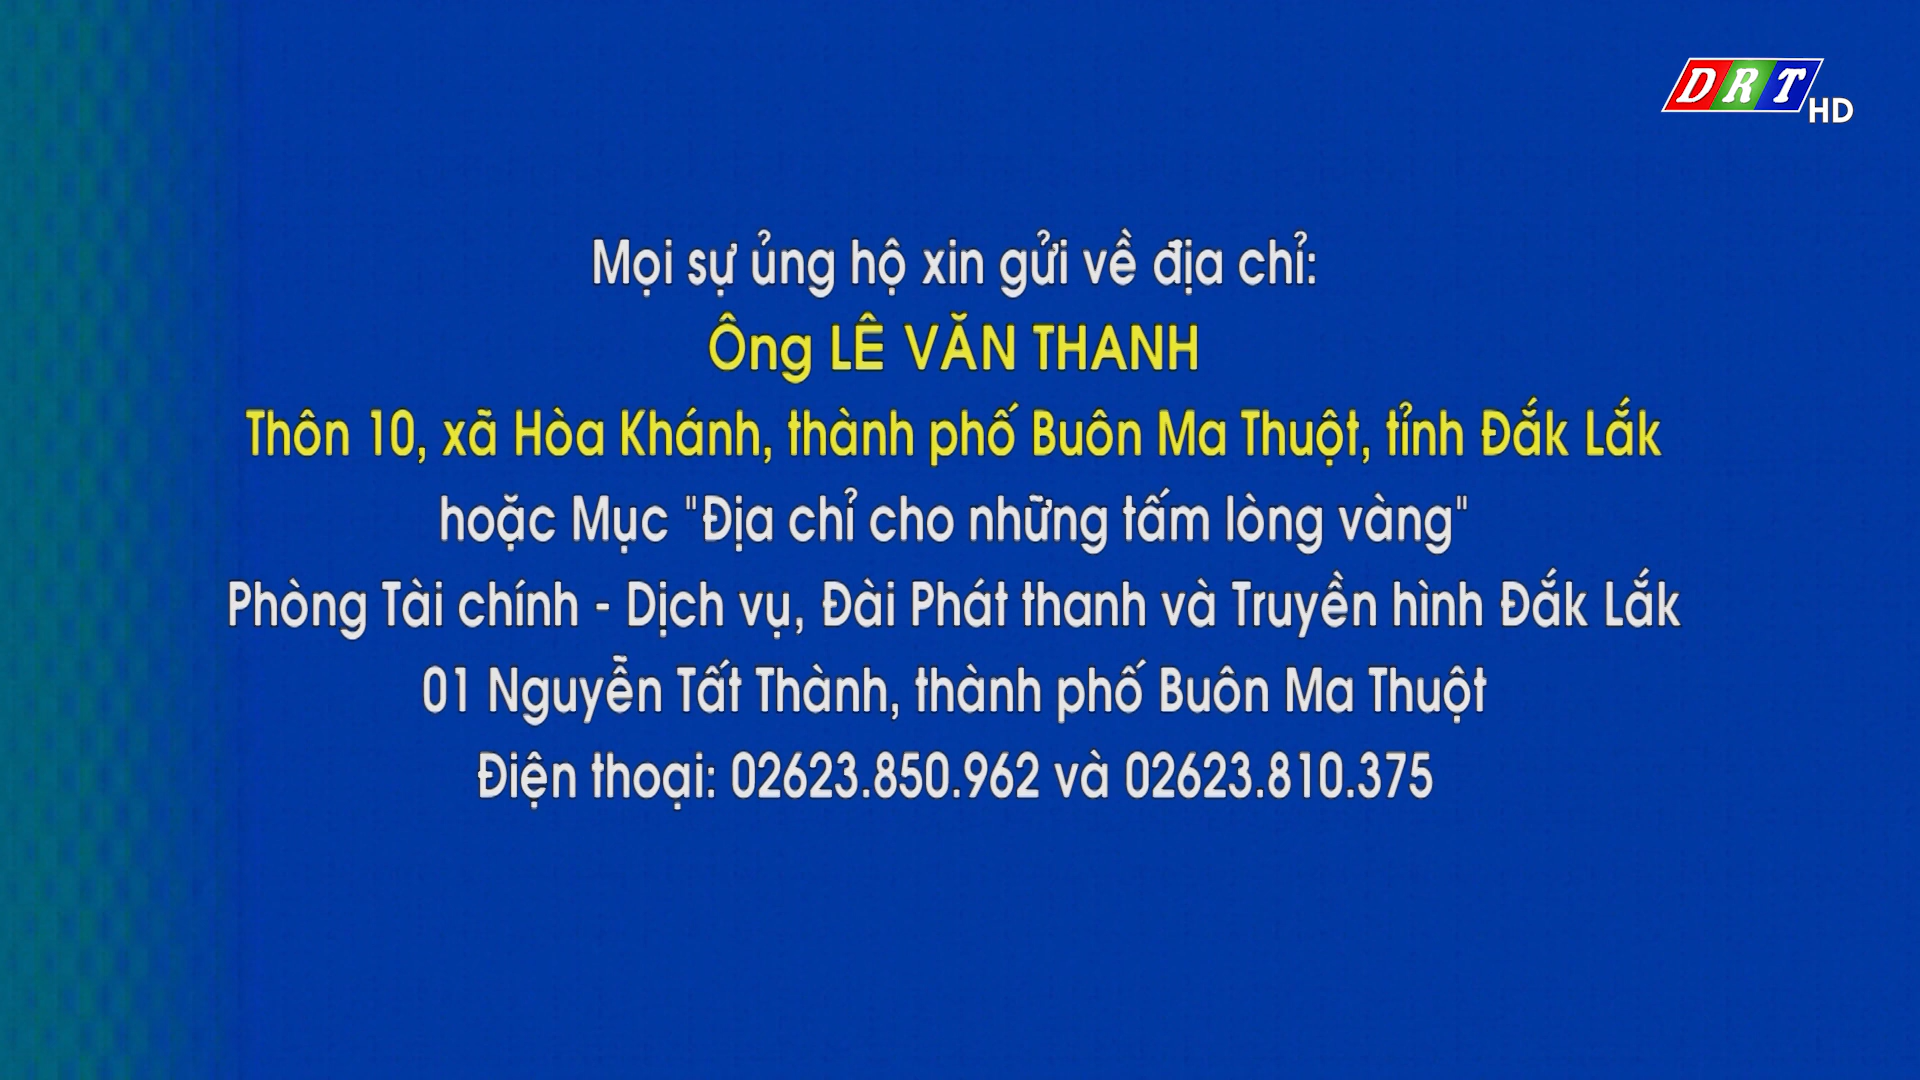 DRT HD
Mọi sự ủng hộ xin gửi về địa chỉ:
Ông LÊ VĂN THANH
Thôn 10, xã Hòa Khánh, thành phố Buôn Ma Thuột, tỉnh Đắk Lắk
hoặc Mục "Địa chỉ cho những tấm lòng vàng"
Phòng Tài chính - Dịch vụ, Đài Phát thanh và Truyền hình Đắk Lắk
01 Nguyễn Tất Thành, thành phố Buôn Ma Thuột
Điện thoại: 02623.850.962 và 02623.810.375